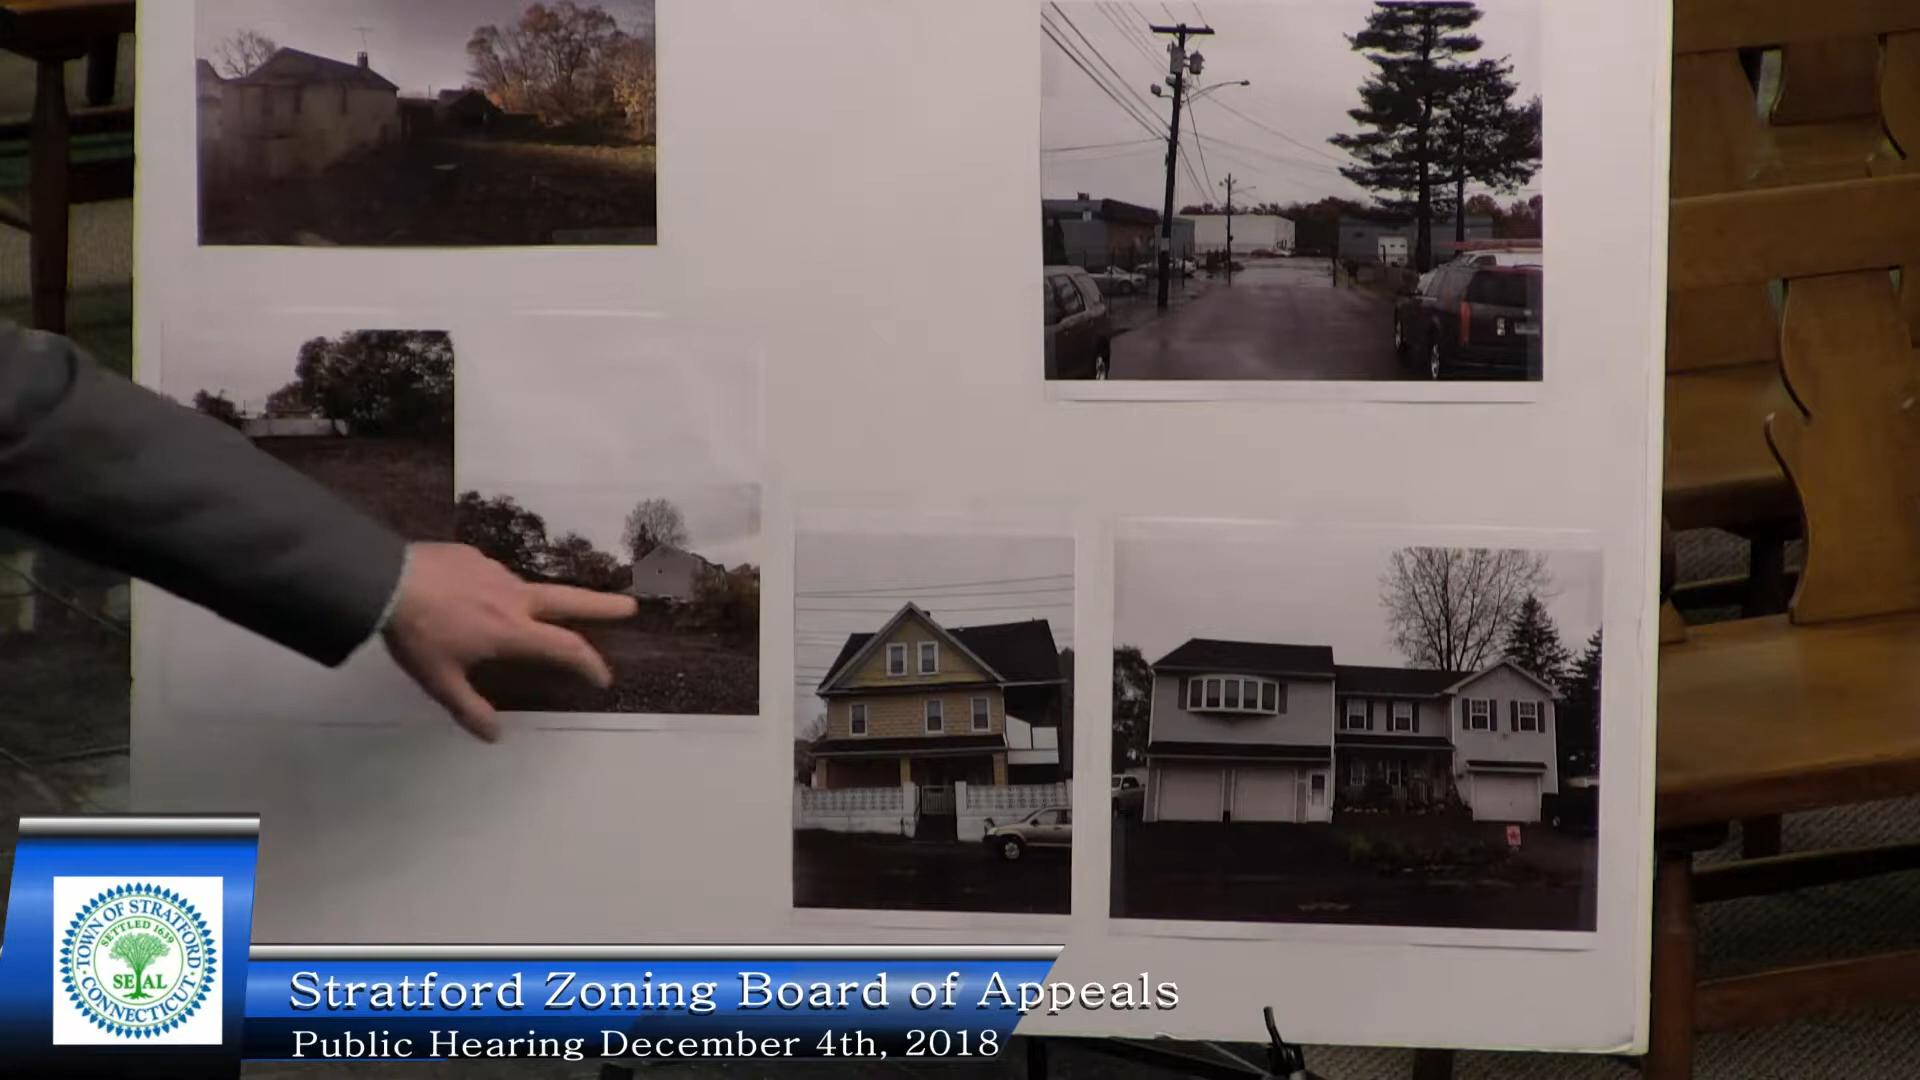 TOWN OF STRATFORD
SETTLED 1639
SEAL
CONNECTICUT
Stratford Zoning Board of Appeals
Public Hearing December 4th, 2018